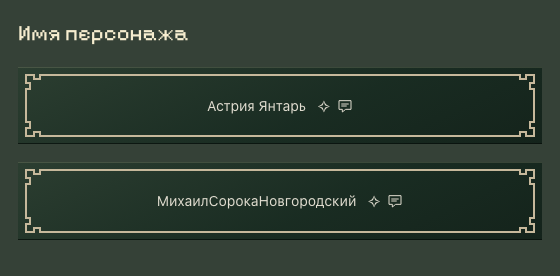 Имя персонажа
Астрия Янтарь
МихаилСорокаНовгородский